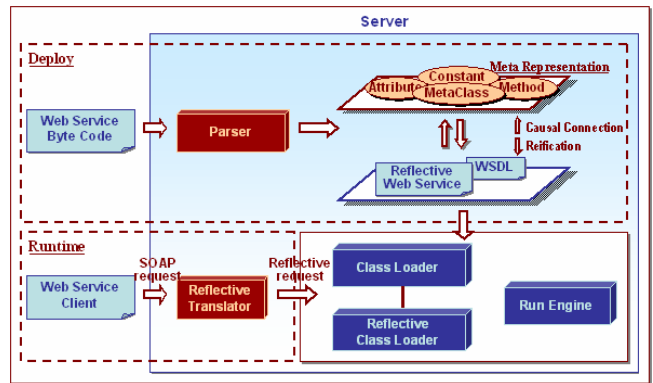 Server
Deploy
Meta Representation
Constant
Attribute
MetaClass
Method
Web Service
Byte Code
Parser
Causal Connection
Reification
Reflective
Web Service
WSDL
Runtime
SOAP
request
Reflective
request
Web Service
Client
Reflective
Translator
Class Loader
Reflective
Class Loader
Run Engine